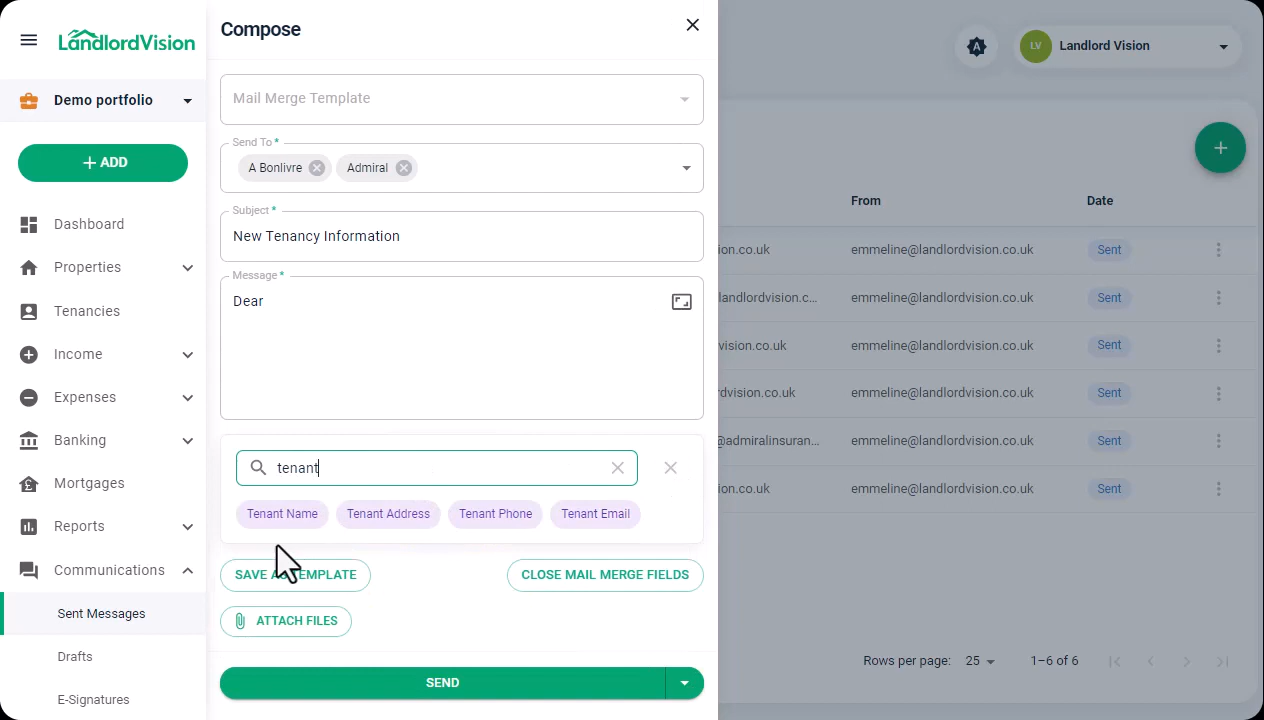 LandlordVision
Demo portfolio
+ ADD
Dashboard
Properties
Tenancies
Income
Expenses
Banking
Mortgages
Reports
Communications
Sent Messages
Drafts
E-Signatures
Compose
Mail Merge Template
Send To *
A Bonlivre
Admiral
Subject *
New Tenancy Information
Message *
Dear
tenant
Tenant Name
Tenant Address
Tenant Phone
Tenant Email
SAVE AS TEMPLATE
CLOSE MAIL MERGE FIELDS
ATTACH FILES
SEND
A
LV
Landlord Vision
From
Date
ion.co.uk
emmeline@landlordvision.co.uk
Sent
landlordvision.c...
emmeline@landlordvision.co.uk
Sent
vision.co.uk
emmeline@landlordvision.co.uk
Sent
rdvision.co.uk
emmeline@landlordvision.co.uk
Sent
@admiralinsuran...
emmeline@landlordvision.co.uk
Sent
ion.co.uk
emmeline@landlordvision.co.uk
Sent
Rows per page:
25
1–6 of 6